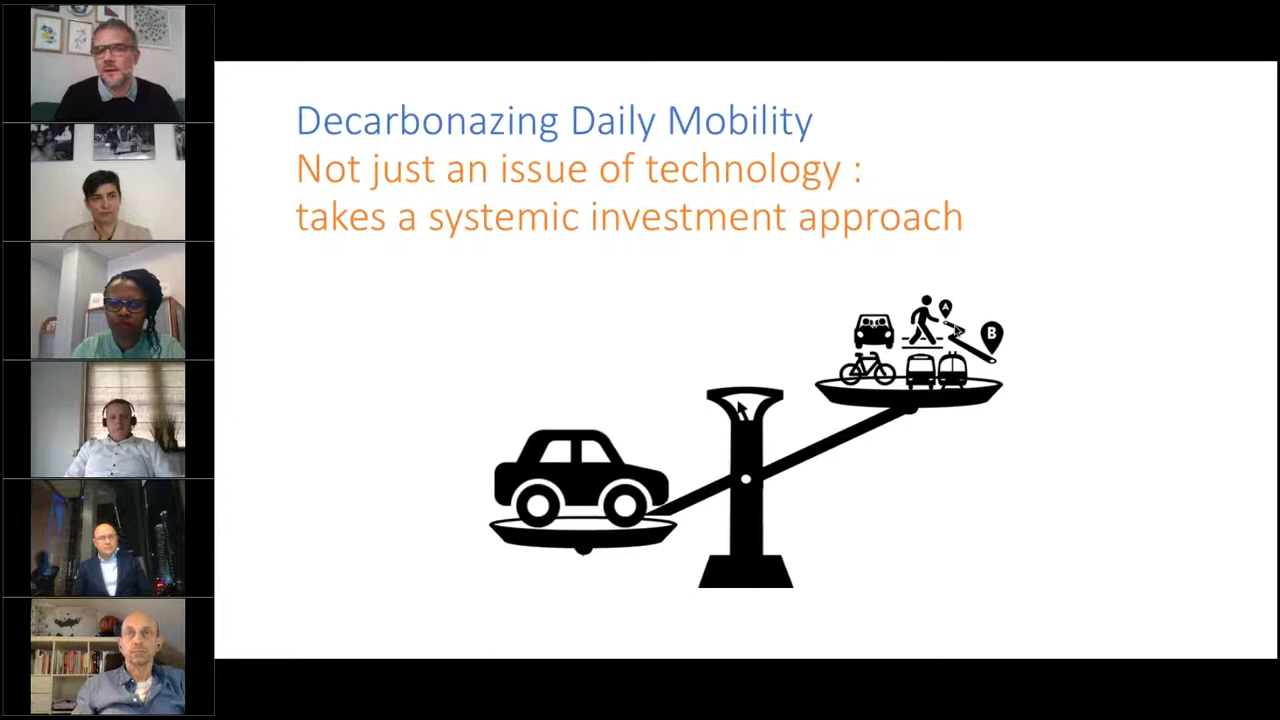 Decarbonazing Daily Mobility
Not just an issue of technology :
takes a systemic investment approach
A
B